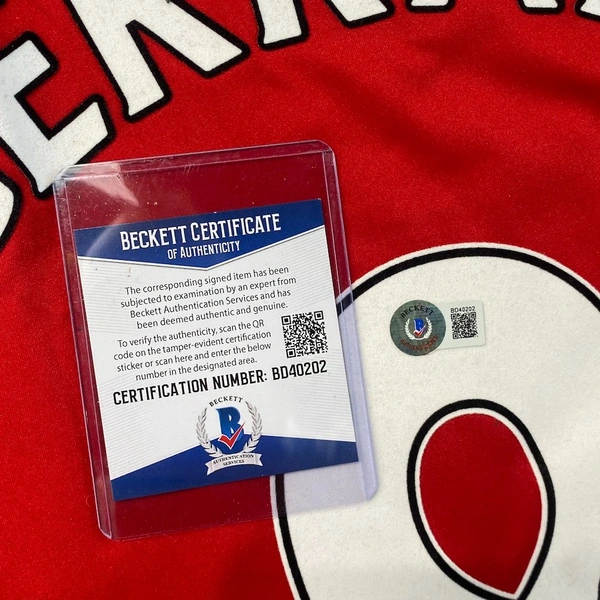 BECKETT CERTIFICATE
OF AUTHENTICITY
The corresponding signed item has been
subjected to examination by an expert from
Beckett Authentication Services and has
been deemed authentic and genuine.
To verify the authenticity, scan the QR
code on the tamper-evident certification
sticker or scan here and enter the below
number in the designated area.
CERTIFICATION NUMBER: BD40202
BECKETT
B
AUTHENTICATION
SERVICES
BECKETT
B
BD40202